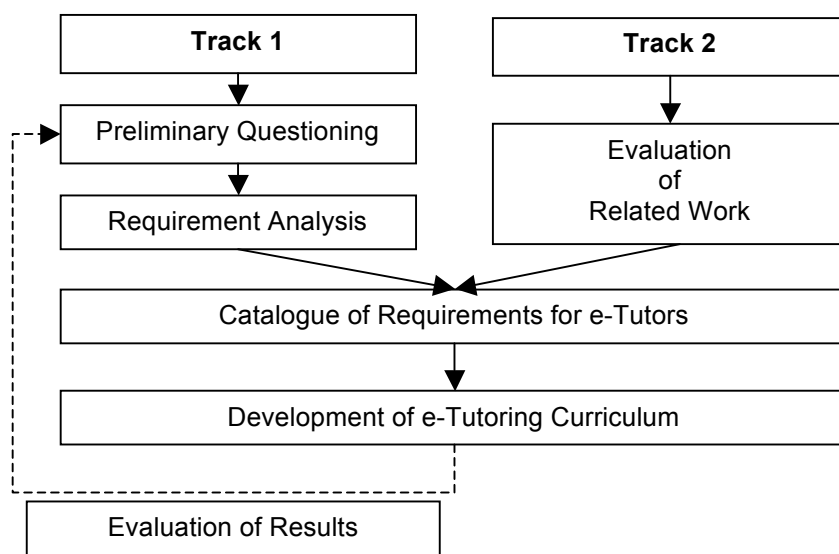 Track 1
Track 2
Preliminary Questioning
Evaluation
of
Related Work
Requirement Analysis
Catalogue of Requirements for e-Tutors
Development of e-Tutoring Curriculum
Evaluation of Results